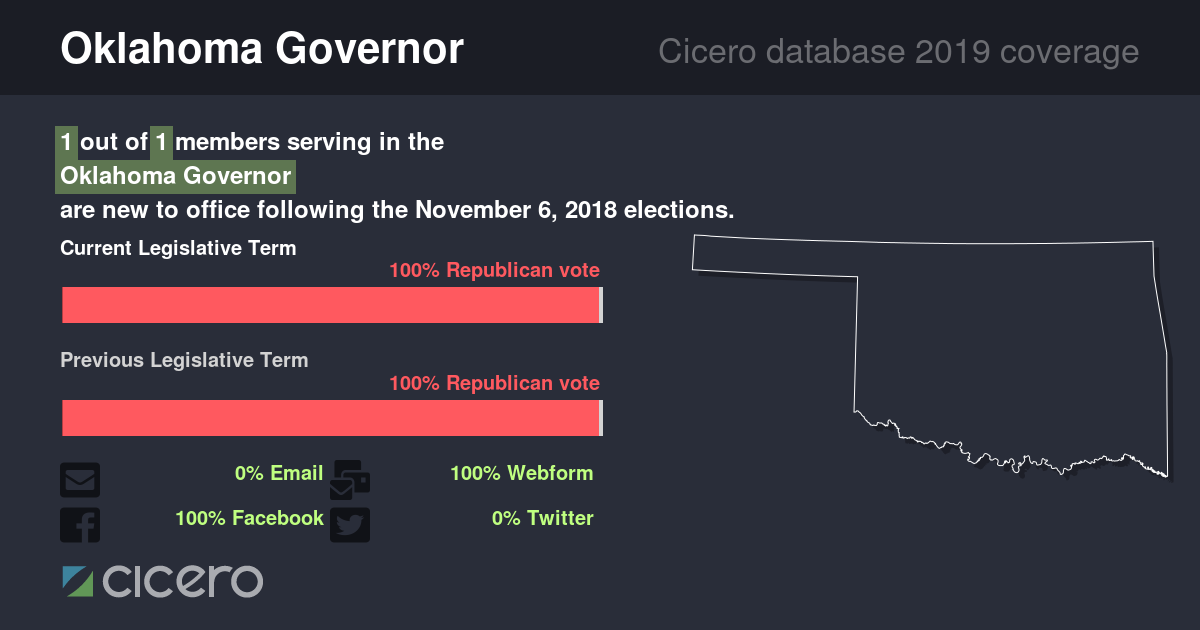 Oklahoma Governor
Cicero database 2019 coverage
1 out of 1 members serving in the
Oklahoma Governor
are new to office following the November 6, 2018 elections.
Current Legislative Term
100% Republican vote
Previous Legislative Term
100% Republican vote
0% Email
100% Webform
100% Facebook
0% Twitter
cicero